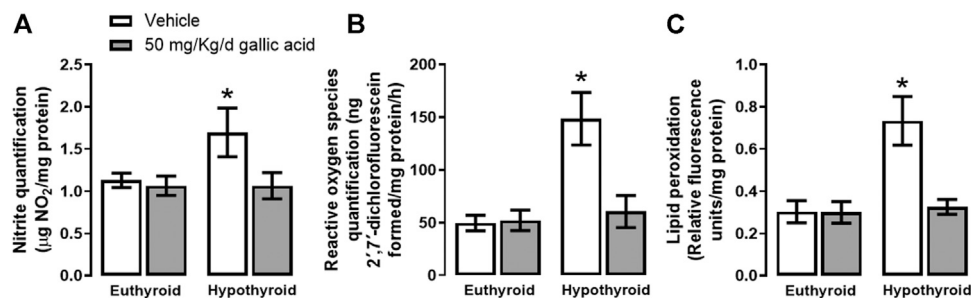 A
Vehicle
50 mg/Kg/d gallic acid
Nitrite quantification
(µg NO2/mg protein)
2.5
2.0
1.5
1.0
0.5
0.0
*
Euthyroid Hypothyroid
B
Reactive oxygen species
quantification (ng
2′,7′-dichlorofluorescein
formed/mg protein/h)
200
150
100
50
0
*
Euthyroid Hypothyroid
C
Lipid peroxidation
(Relative fluorescence
units/mg protein)
1.0
0.8
0.6
0.4
0.2
0.0
*
Euthyroid Hypothyroid